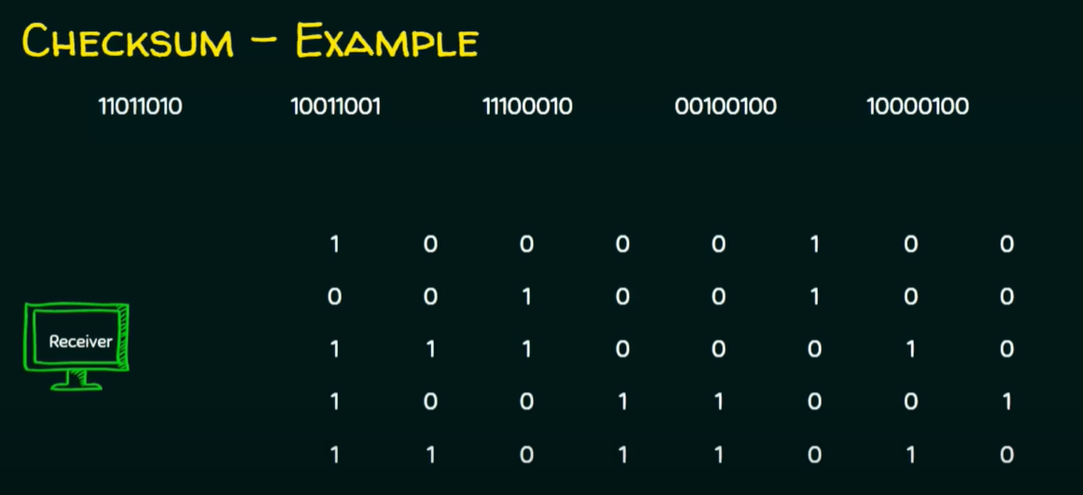 CHECKSUM – EXAMPLE
11011010 10011001 11100010 00100100 10000100
1 0 0 0 0 1 0 0
0 0 1 0 0 1 0 0
Receiver
1 1 1 0 0 0 1 0
1 0 0 1 1 0 0 1
1 1 0 1 1 0 1 0